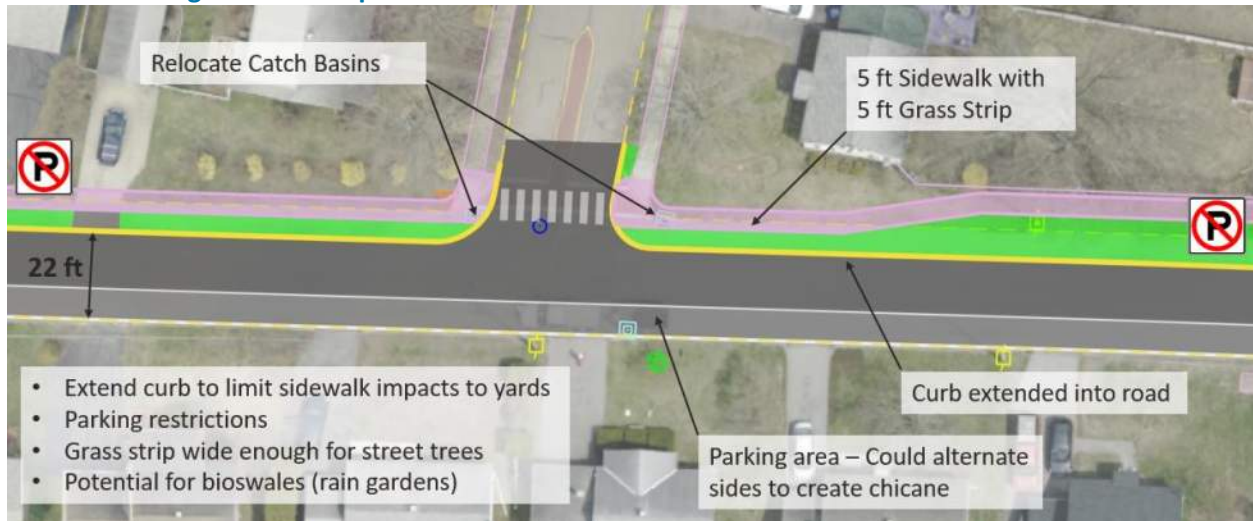 Relocate Catch Basins
5 ft Sidewalk with
5 ft Grass Strip
P
P
22 ft
Curb extended into road
• Extend curb to limit sidewalk impacts to yards
• Parking restrictions
• Grass strip wide enough for street trees
• Potential for bioswales (rain gardens)
Parking area – Could alternate
sides to create chicane